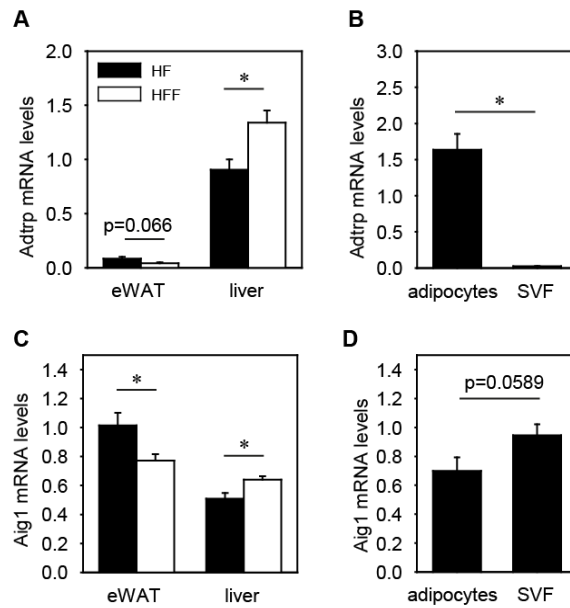 A
Adtrp mRNA levels
2.0
1.5
1.0
0.5
0.0
HF
HFF
*
p=0.066
eWAT liver
B
Adtrp mRNA levels
3.0
2.5
2.0
1.5
1.0
0.5
0.0
*
adipocytes SVF
C
Aig1 mRNA levels
1.4
1.2
1.0
0.8
0.6
0.4
0.2
0.0
*
*
eWAT liver
D
Aig1 mRNA levels
1.4
1.2
1.0
0.8
0.6
0.4
0.2
0.0
p=0.0589
adipocytes SVF